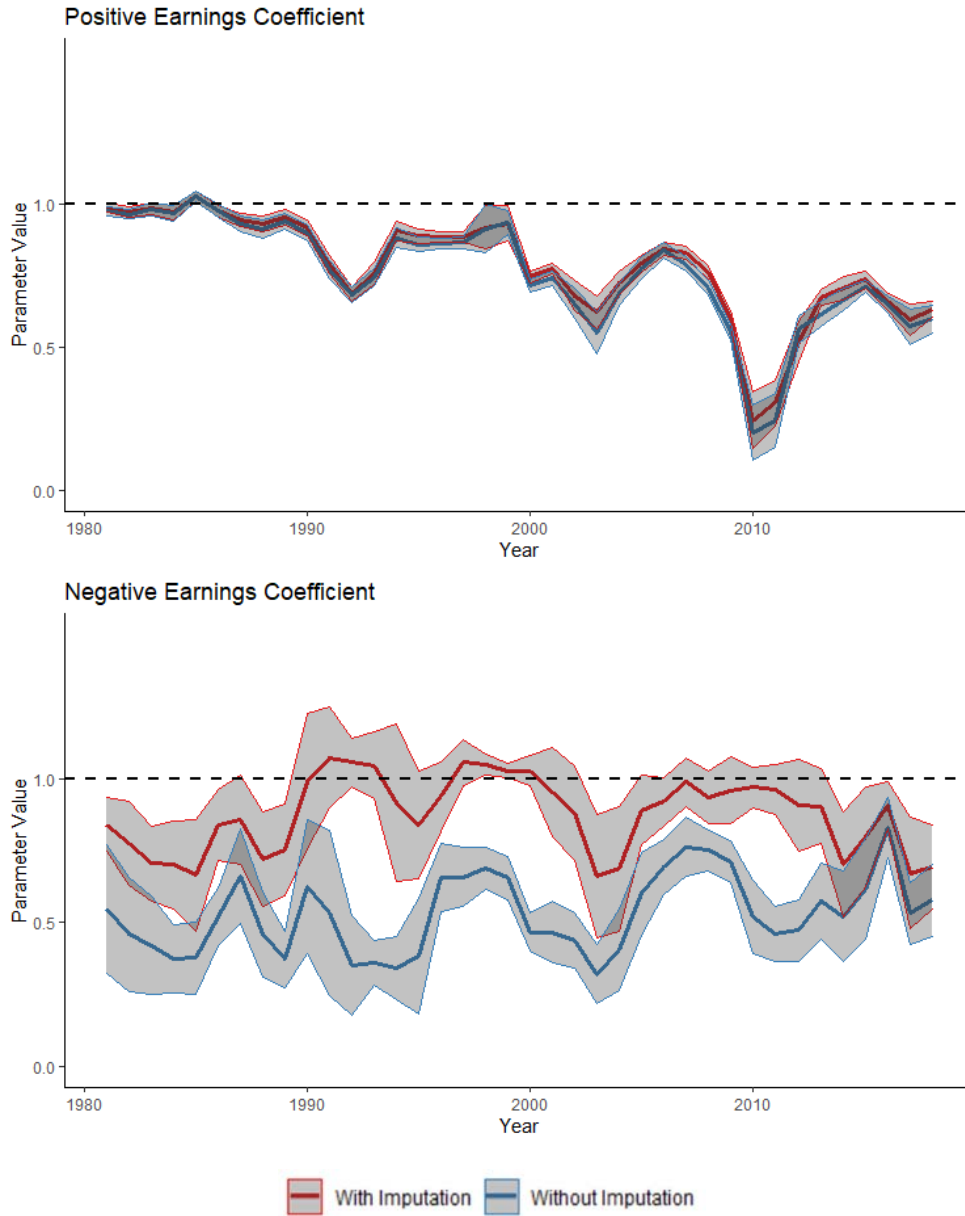 Positive Earnings Coefficient
Parameter Value
1.0
0.5
0.0
1980 1990 2000 2010
Year
Negative Earnings Coefficient
Parameter Value
1.0
0.5
0.0
1980 1990 2000 2010
Year
With Imputation Without Imputation